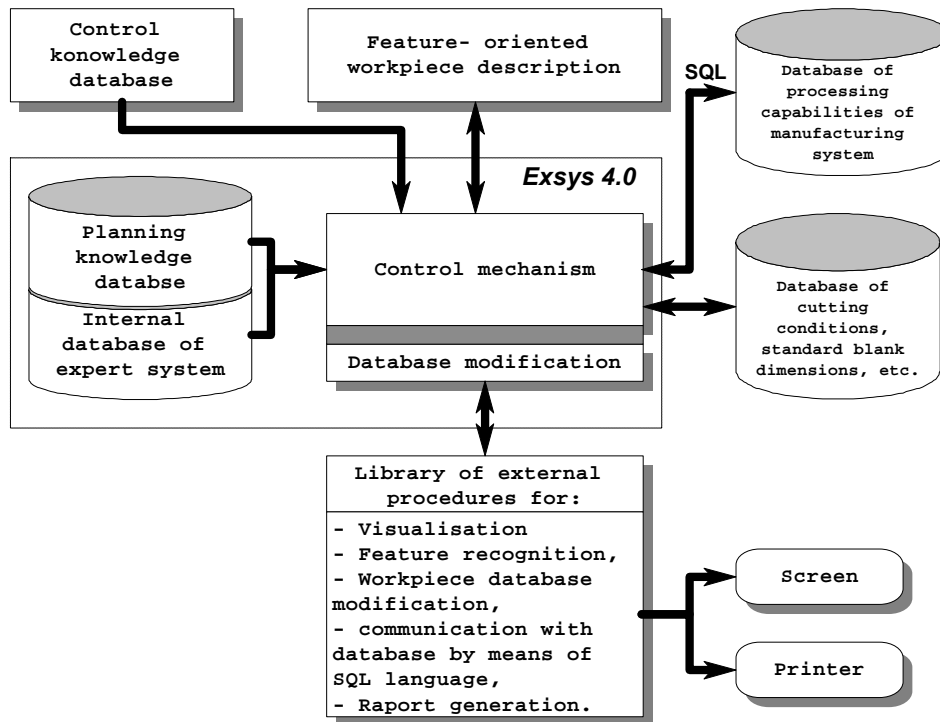 Control
konowledge
database
Feature- oriented
workpiece description
SQL
Database of
processing
capabilities of
manufacturing
system
Exsys 4.0
Planning
knowledge
databse
Internal
database of
expert system
Control mechanism
Database modification
Database of
cutting
conditions,
standard blank
dimensions, etc.
Library of external
procedures for:
- Visualisation
- Feature recognition,
- Workpiece database
modification,
- communication with
database by means of
SQL language,
- Raport generation.
Screen
Printer